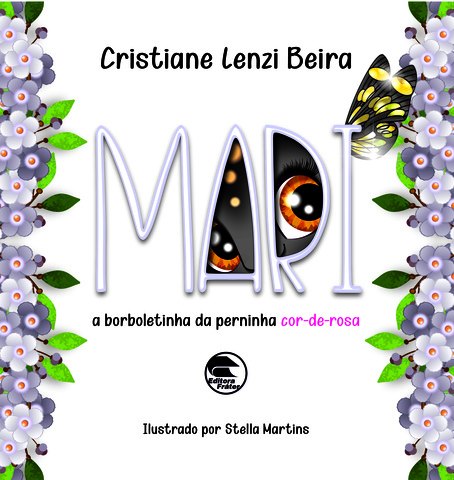 Cristiane Lenzi Beira
MARI
a borboletinha da perninha cor-de-rosa
Editora
Fráter
Ilustrado por Stella Martins